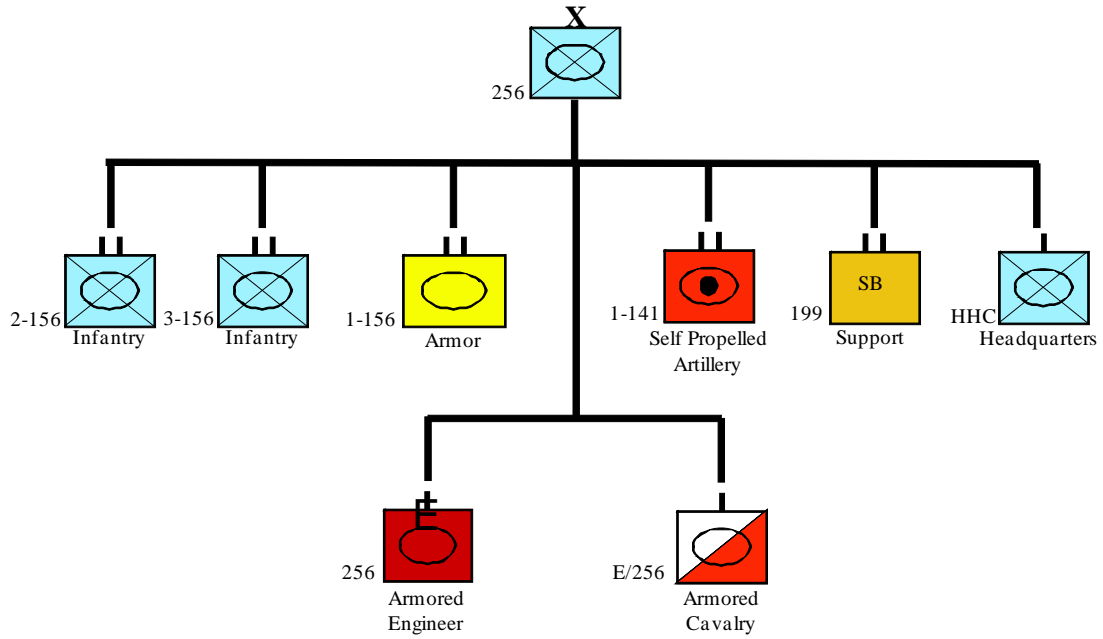 X
256
2-156
Infantry
3-156
Infantry
1-156
Armor
1-141
Self Propelled
Artillery
SB
199
Support
HHC
Headquarters
E
256
Armored
Engineer
E/256
Armored
Cavalry